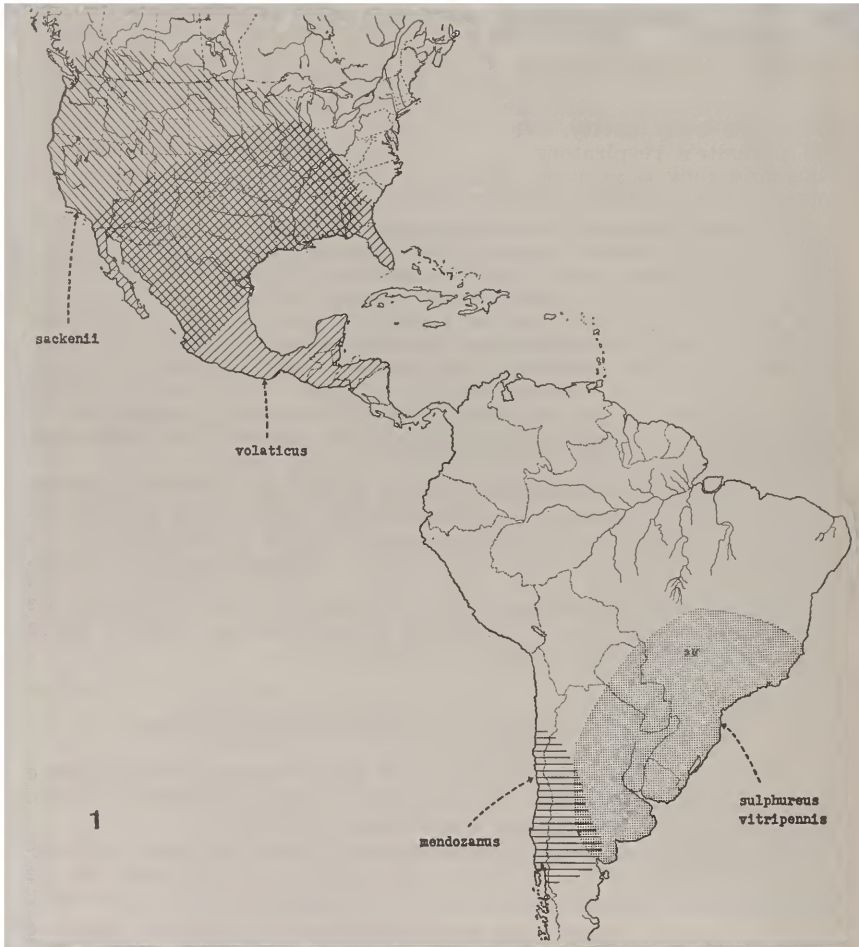 sackenii
volaticus
sulphureus
vitripennis
mendozanus
1